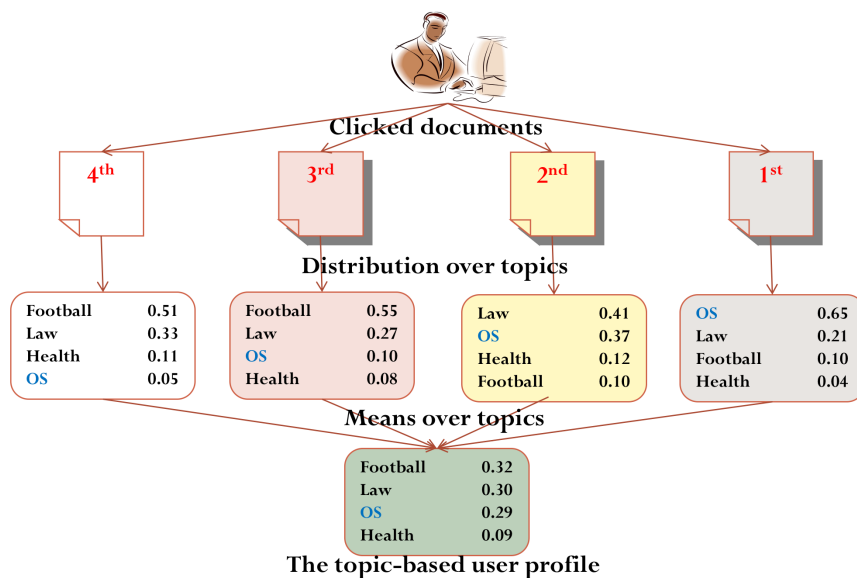 Clicked documents
4th
3rd
2nd
1st
Distribution over topics
Football 0.51
Law 0.33
Health 0.11
OS 0.05
Football 0.55
Law 0.27
OS 0.10
Health 0.08
Law 0.41
OS 0.37
Health 0.12
Football 0.10
OS 0.65
Law 0.21
Football 0.10
Health 0.04
Means over topics
Football 0.32
Law 0.30
OS 0.29
Health 0.09
The topic-based user profile